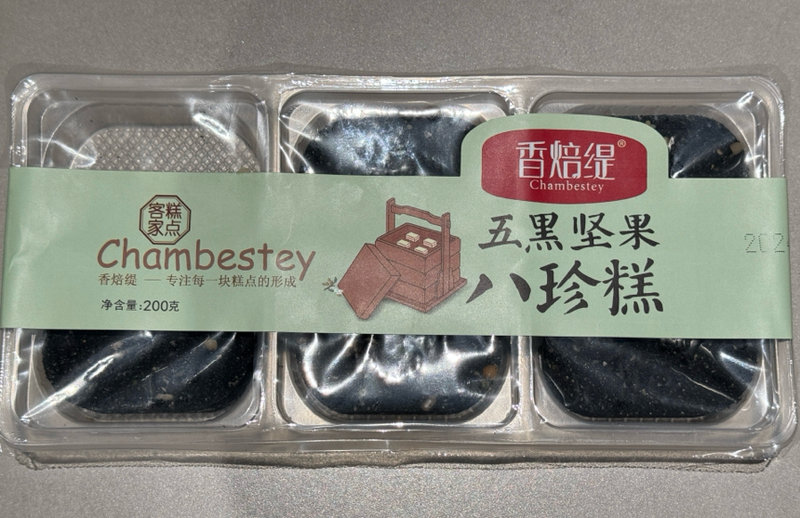 香焙缇®
Chambestey
五黑坚果
八珍糕
客糕
家点
Chambestey
香焙缇 — 专注每一块糕点的形成
净含量:200克
202